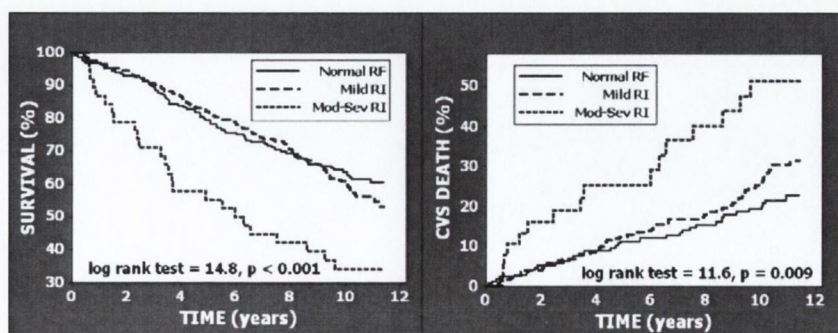 100
90
80
70
60
50
40
30
SURVIVAL (%)
Normal RF
Mild RI
Mod-Sev RI
log rank test = 14.8, p < 0.001
0 2 4 6 8 10 12
TIME (years)
50
40
30
20
10
0
CVS DEATH (%)
Normal RF
Mild RI
Mod-Sev RI
log rank test = 11.6, p = 0.009
0 2 4 6 8 10 12
TIME (years)